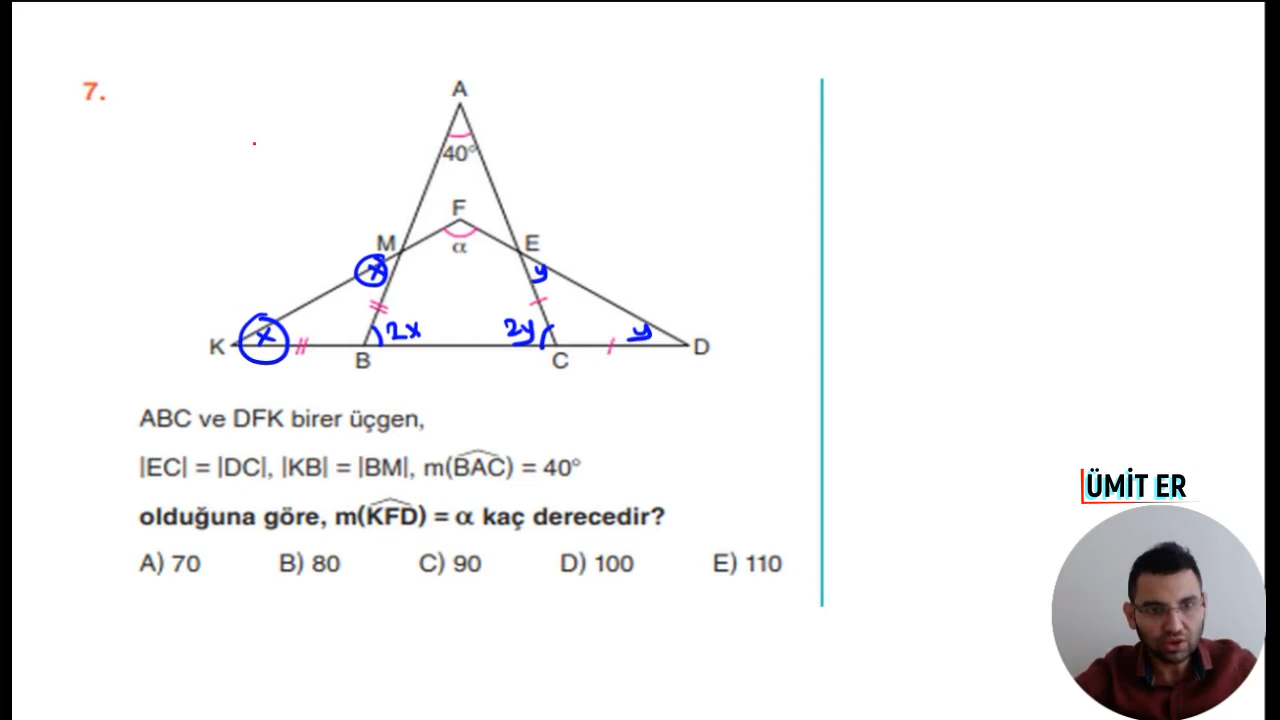 7.
A
40°
F
M
E
α
x
y
x
2x
2y
y
K
B
C
D
ABC ve DFK birer üçgen,
|EC| = |DC|, |KB| = |BM|, m(BAC) = 40°
olduğuna göre, m(KFD) = α kaç derecedir?
A) 70 B) 80 C) 90 D) 100 E) 110
ÜMİT ER